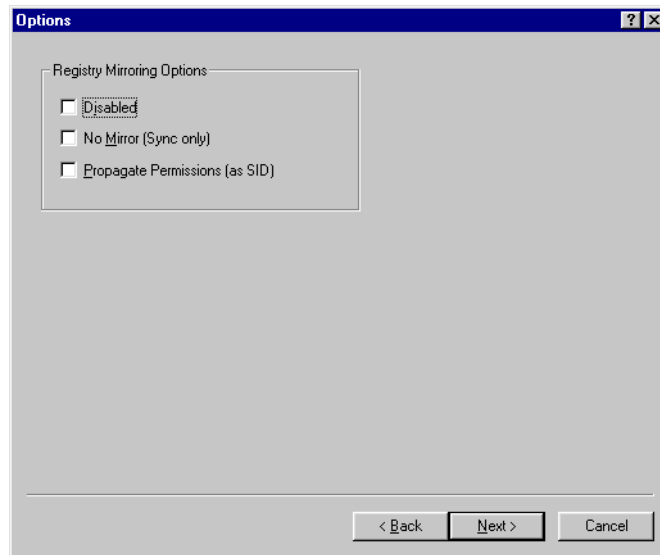 Options
Registry Mirroring Options
Disabled
No Mirror (Sync only)
Propagate Permissions (as SID)
< Back
Next >
Cancel